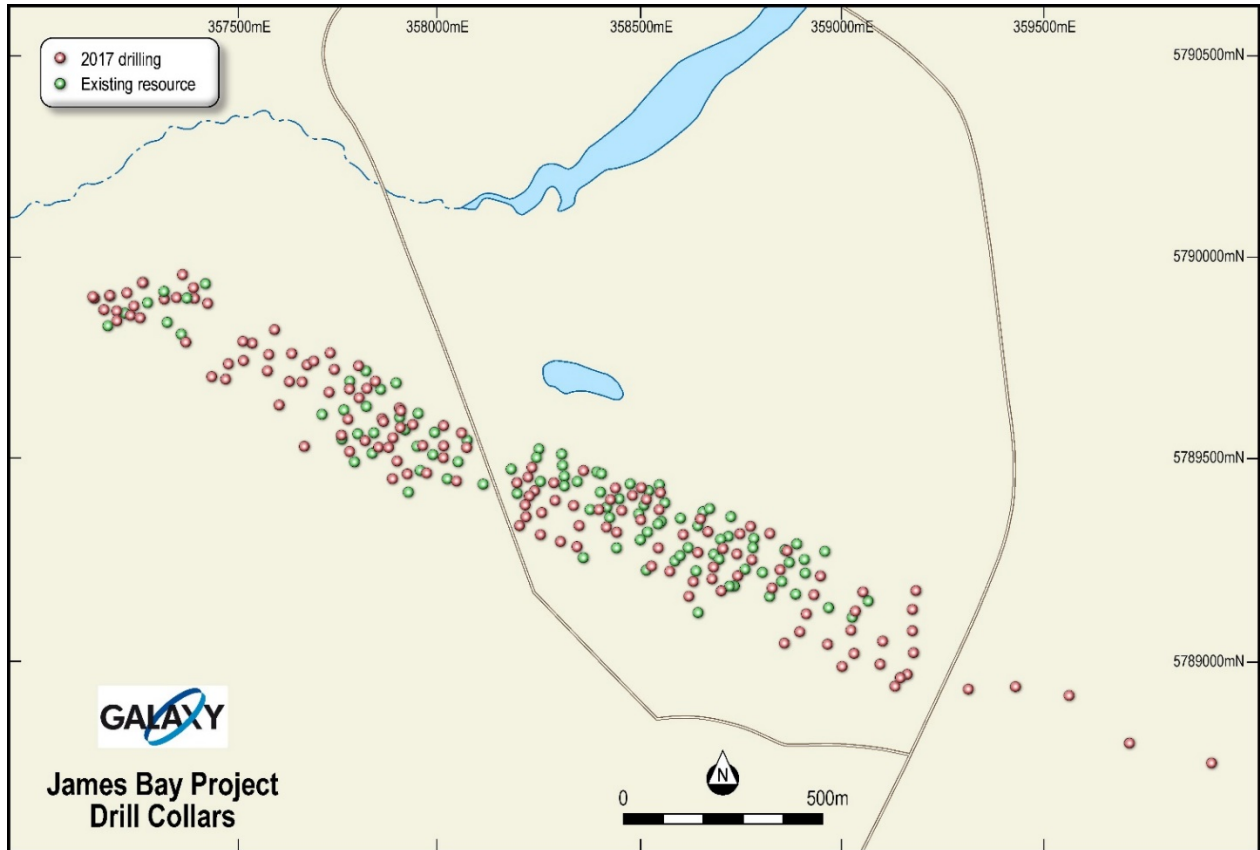 357500mE
358000mE
358500mE
359000mE
359500mE
2017 drilling
Existing resource
5790500mN
5790000mN
5789500mN
5789000mN
GALAXY
James Bay Project
Drill Collars
N
0
500m